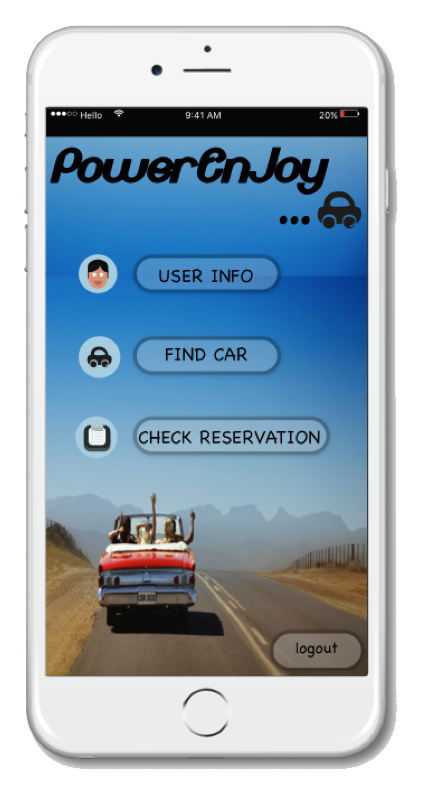 Hello 9:41 AM 20%
PowerEnJoy
...
USER INFO
FIND CAR
CHECK RESERVATION
logout